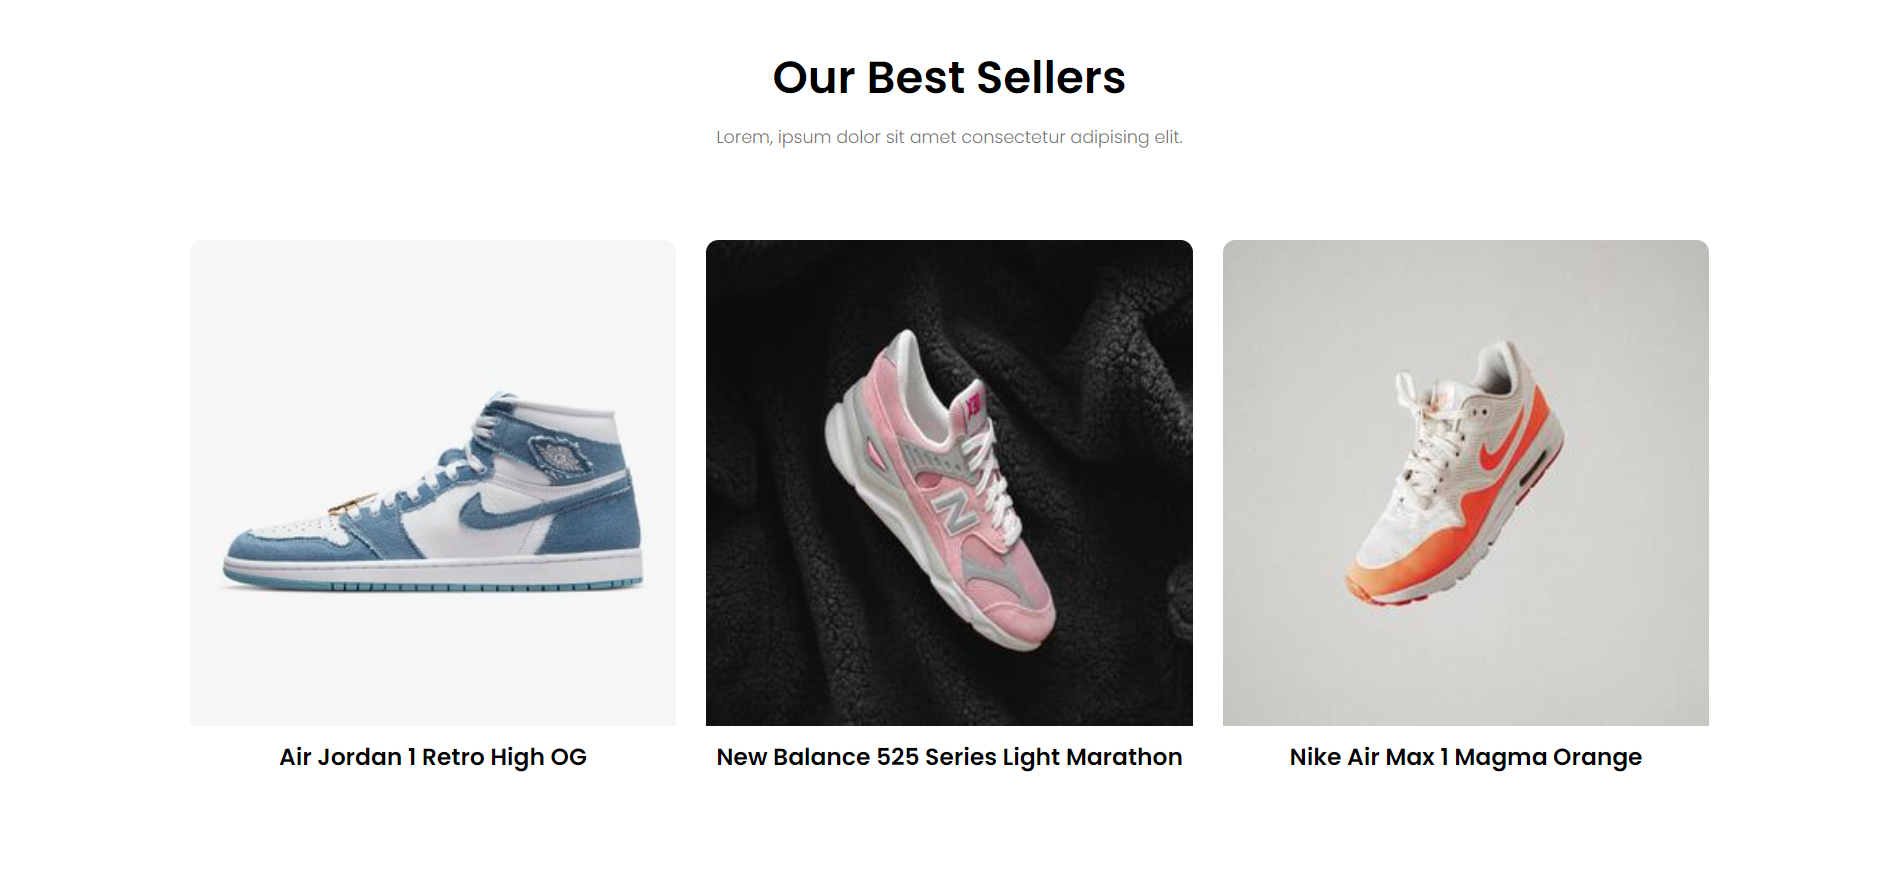 Our Best Sellers
Lorem, ipsum dolor sit amet consectetur adipising elit.
N
Air Jordan 1 Retro High OG
New Balance 525 Series Light Marathon
Nike Air Max 1 Magma Orange